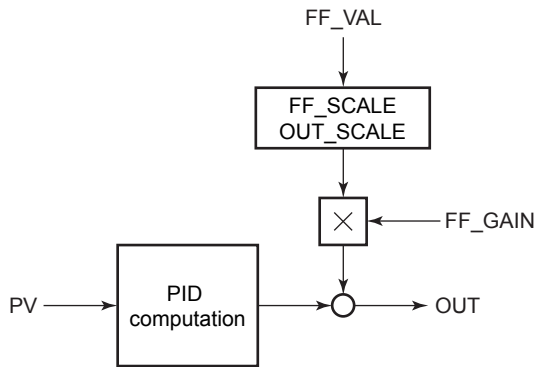 FF_VAL
FF_SCALE
OUT_SCALE
×
FF_GAIN
PV
PID
computation
OUT